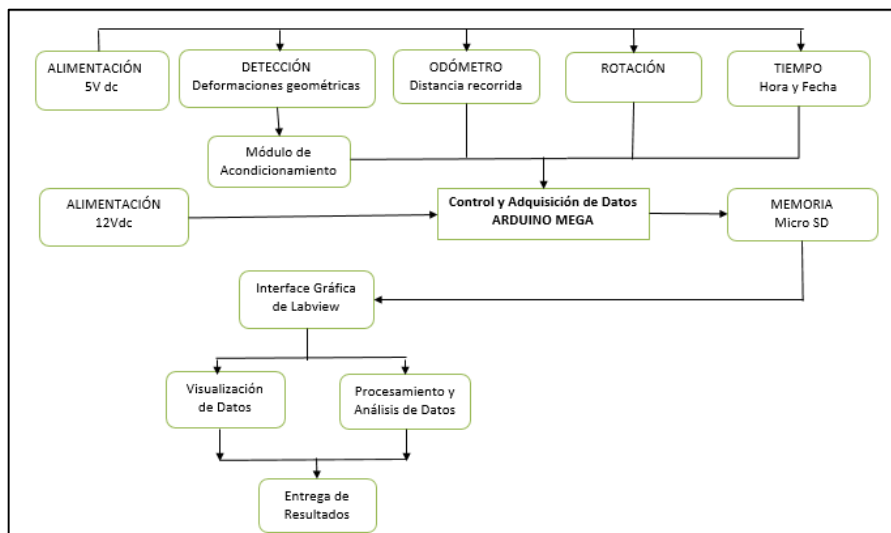 ALIMENTACIÓN
5V dc
DETECCIÓN
Deformaciones geométricas
ODÓMETRO
Distancia recorrida
ROTACIÓN
TIEMPO
Hora y Fecha
Módulo de
Acondicionamiento
ALIMENTACIÓN
12Vdc
Control y Adquisición de Datos
ARDUINO MEGA
MEMORIA
Micro SD
Interface Gráfica
de Labview
Visualización
de Datos
Procesamiento y
Análisis de Datos
Entrega de
Resultados